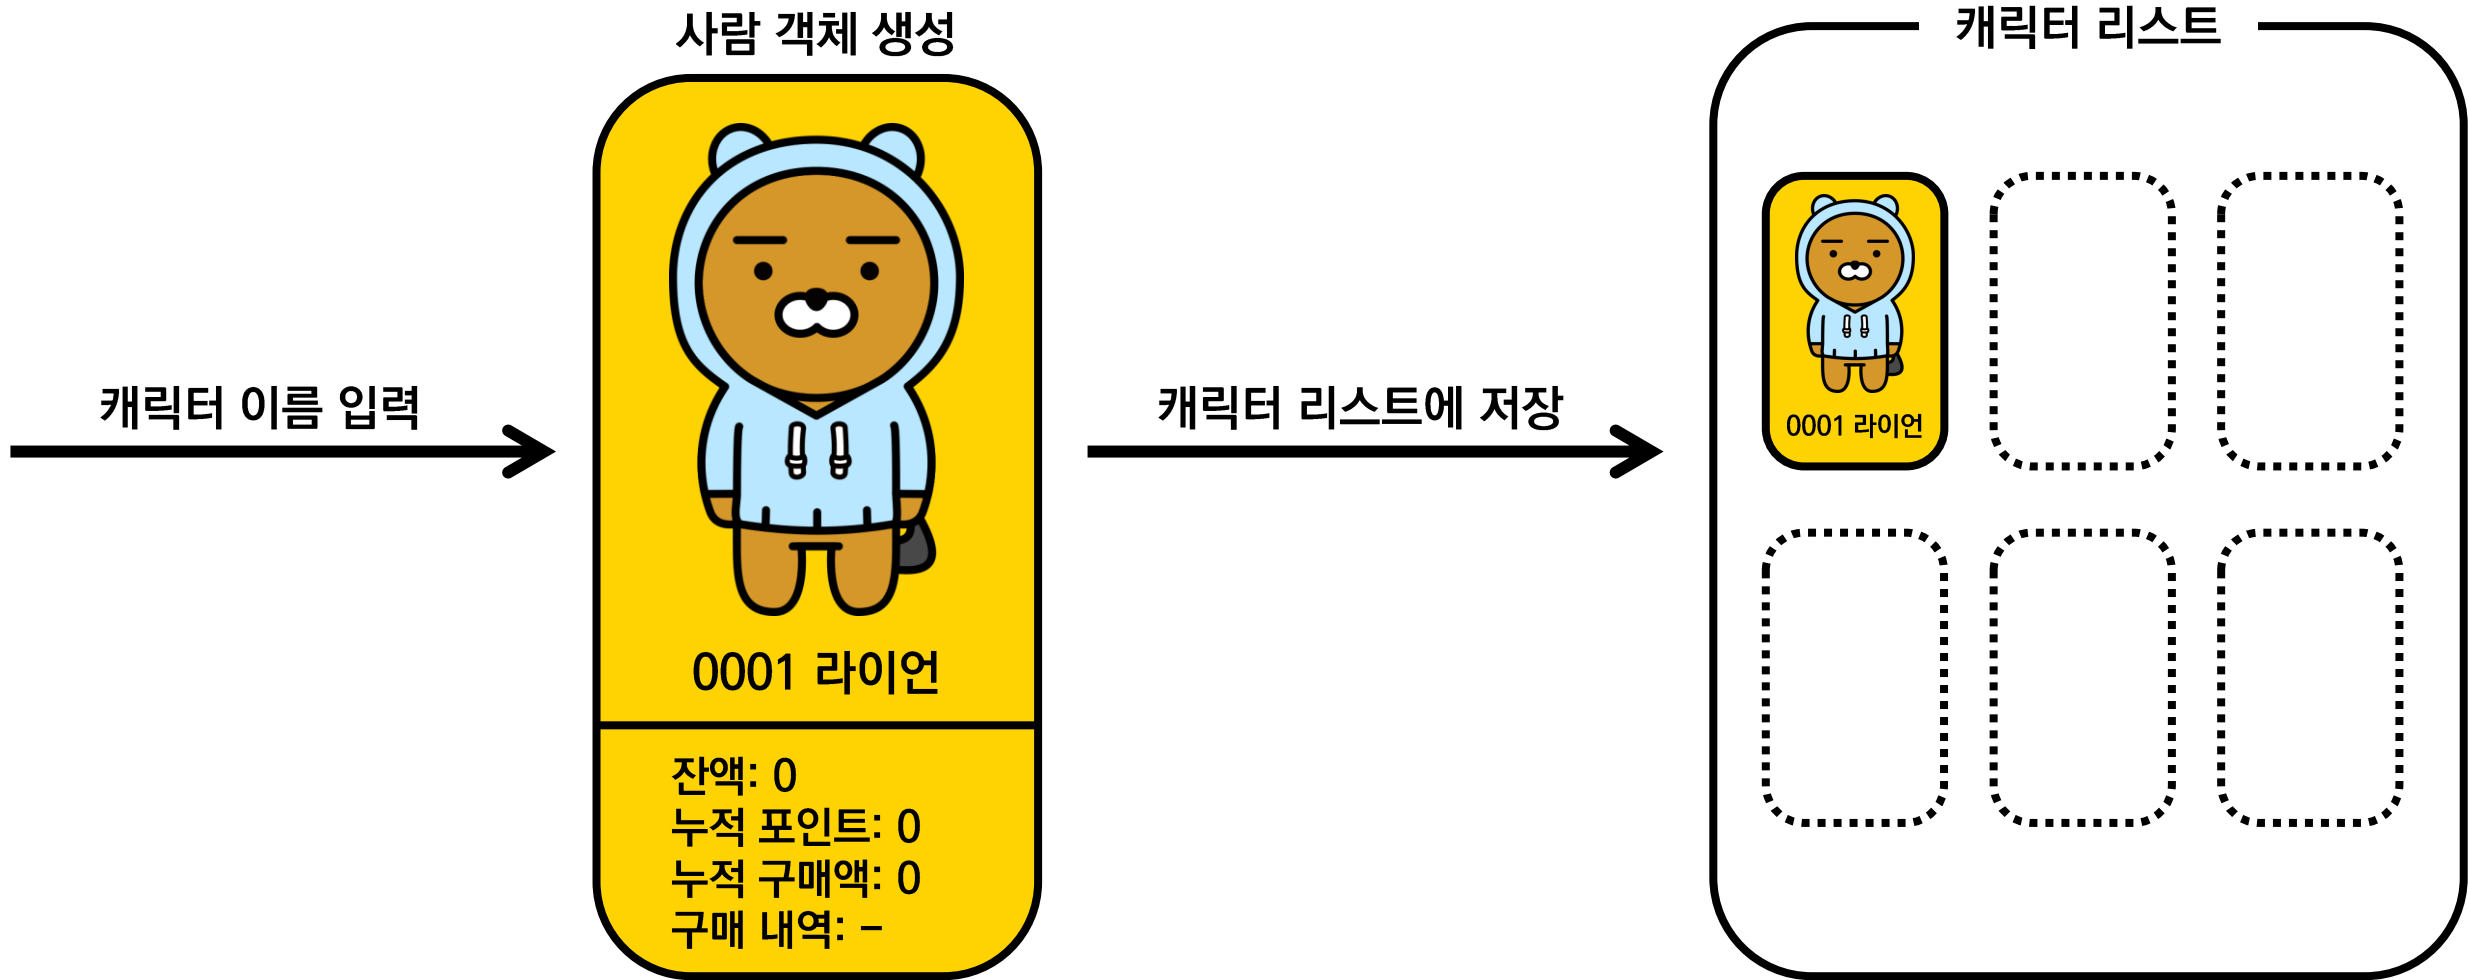 캐릭터 이름 입력
사람 객체 생성
0001 라이언
잔액: 0
누적 포인트: 0
누적 구매액: 0
구매 내역: –
캐릭터 리스트에 저장
캐릭터 리스트
0001 라이언